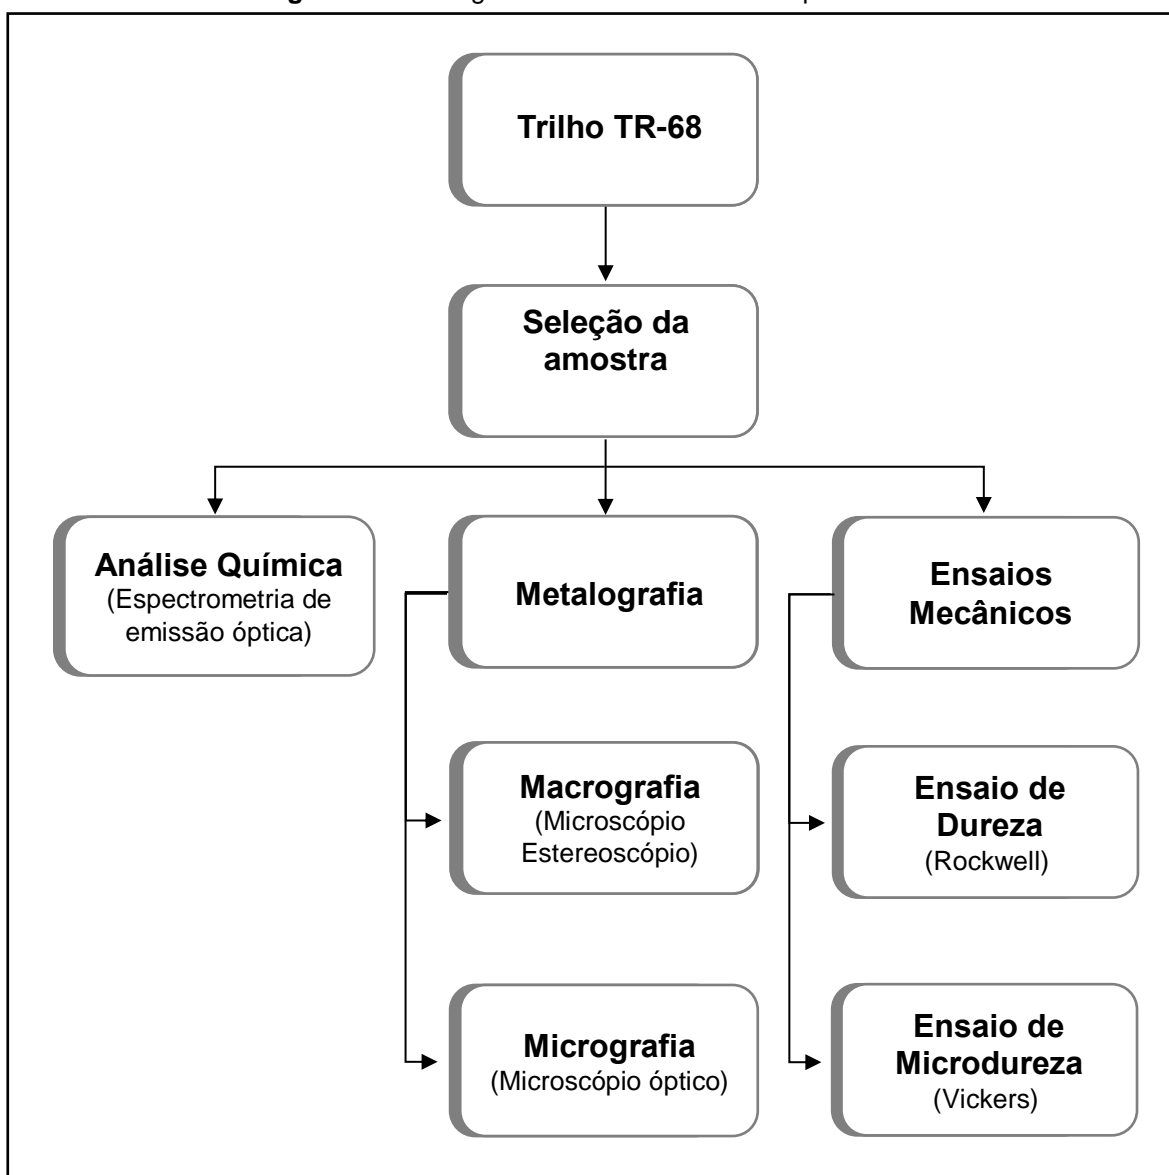 Trilho TR-68
Seleção da
amostra
Análise Química
(Espectrometria de
emissão óptica)
Metalografia
Ensaios
Mecânicos
Macrografia
(Microscópio
Estereoscópio)
Ensaio de
Dureza
(Rockwell)
Micrografia
(Microscópio óptico)
Ensaio de
Microdureza
(Vickers)